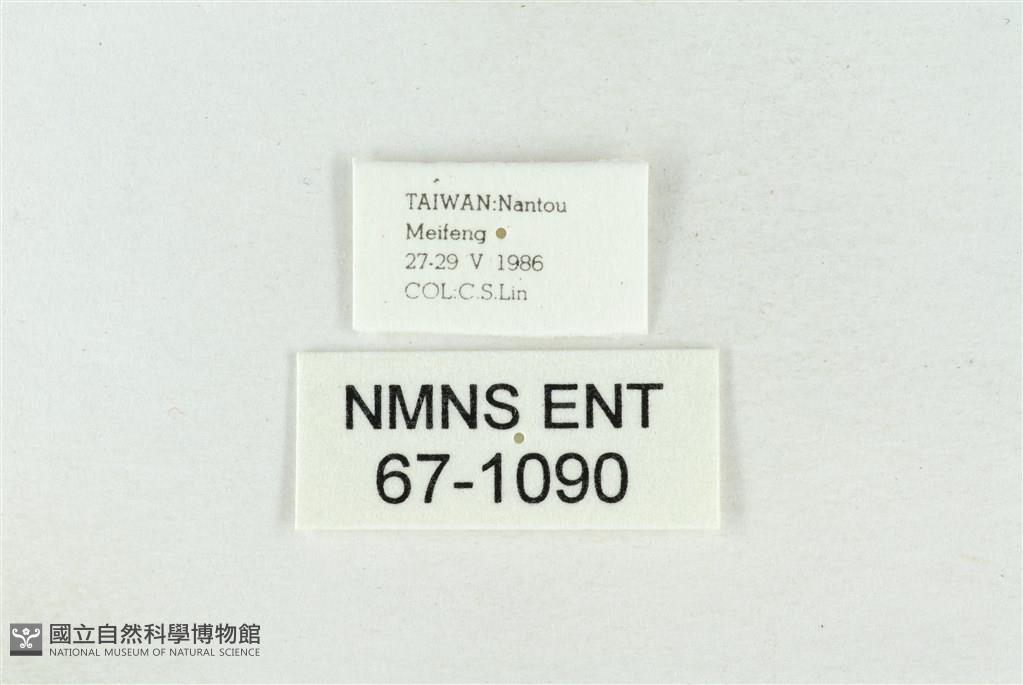 TAIWAN:Nantou
Meifeng
27-29 V 1986
COL:C.S.Lin
NMNS ENT
67-1090
國立自然科學博物館
NATIONAL MUSEUM OF NATURAL SCIENCE